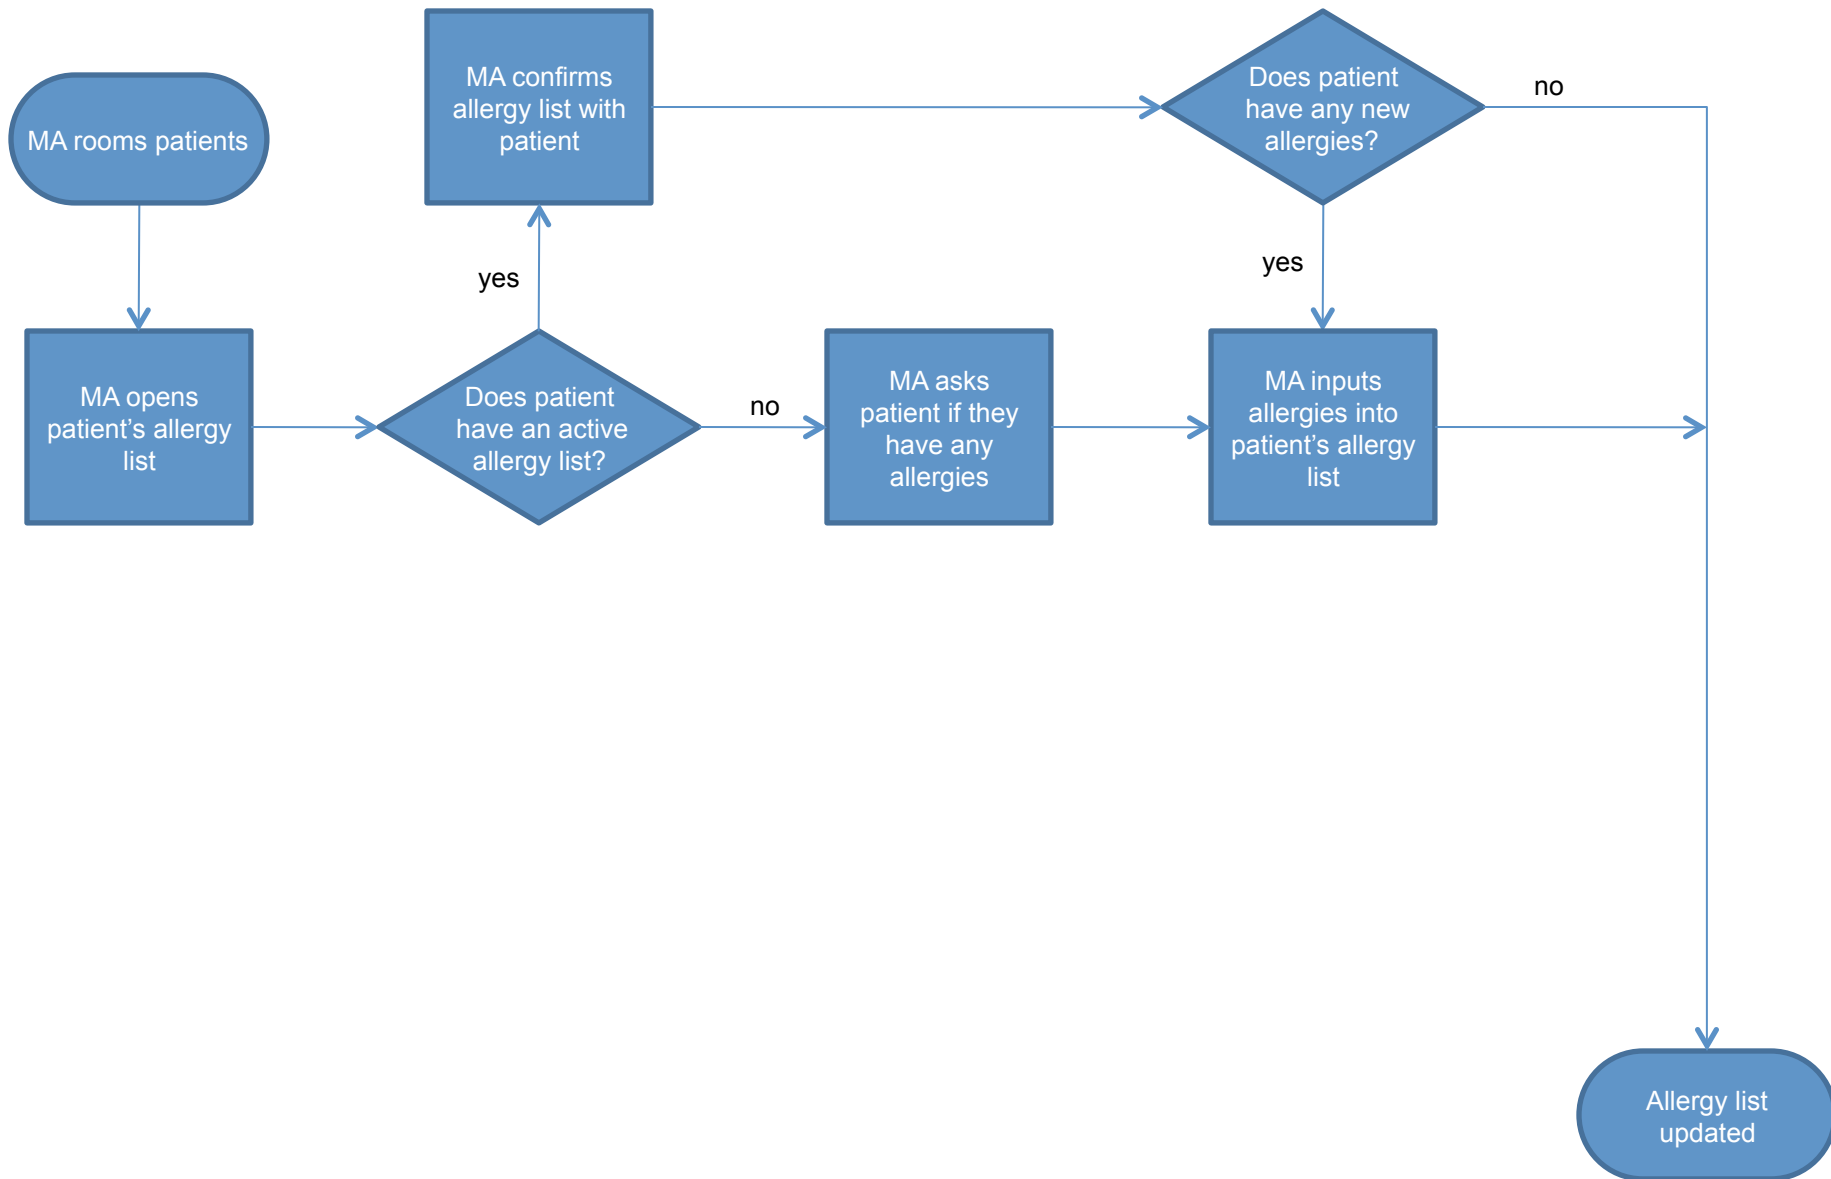 MA rooms patients
MA confirms
allergy list with
patient
Does patient
have any new
allergies?
no
yes
yes
MA opens
patient’s allergy
list
Does patient
have an active
allergy list?
no
MA asks
patient if they
have any
allergies
MA inputs
allergies into
patient’s allergy
list
Allergy list
updated